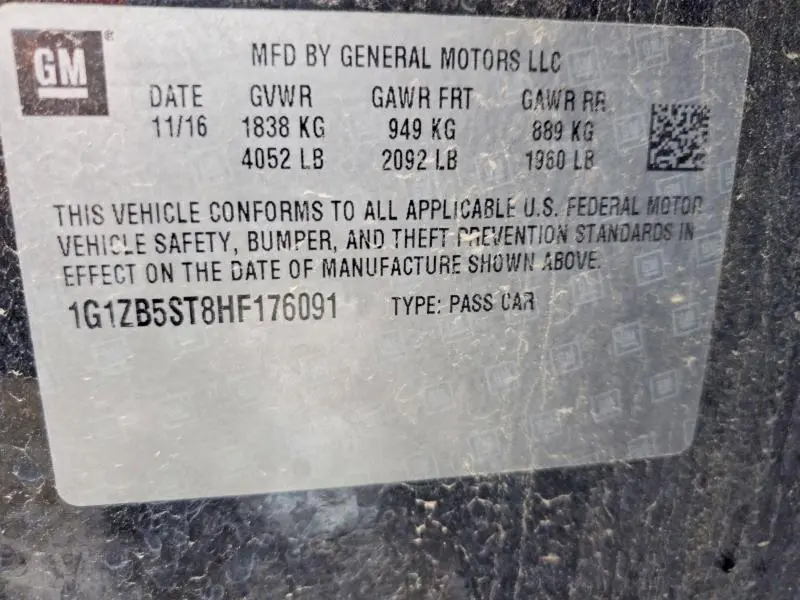 GM ® MFD BY GENERAL MOTORS LLC
DATE GVWR GAWR FRT GAWR RR
11/16 1838 KG 949 KG 889 KG
4052 LB 2092 LB 1960 LB
THIS VEHICLE CONFORMS TO ALL APPLICABLE U.S. FEDERAL MOTOR
VEHICLE SAFETY, BUMPER, AND THEFT PREVENTION STANDARDS IN
EFFECT ON THE DATE OF MANUFACTURE SHOWN ABOVE.
1G1ZB5ST8HF176091 TYPE: PASS CAR